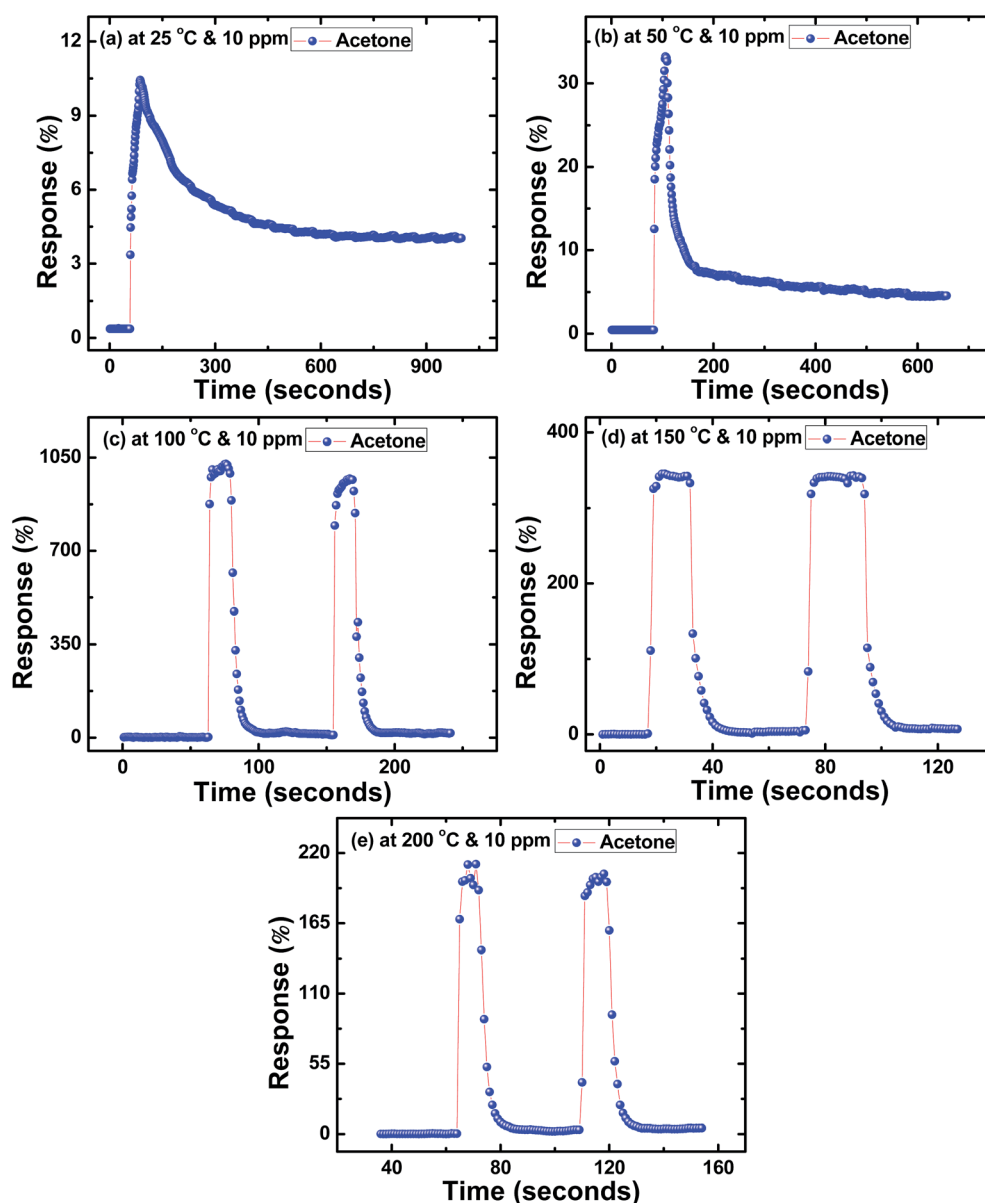 (a) at 25 °C & 10 ppm
Acetone
12
9
6
3
0
Response (%)
0
300
600
900
Time (seconds)
(b) at 50 °C & 10 ppm
Acetone
30
20
10
0
Response (%)
0
200
400
600
Time (seconds)
(c) at 100 °C & 10 ppm
Acetone
1050
700
350
0
Response (%)
0
100
200
Time (seconds)
(d) at 150 °C & 10 ppm
Acetone
400
200
0
Response (%)
0
40
80
120
Time (seconds)
(e) at 200 °C & 10 ppm
Acetone
220
165
110
55
0
Response (%)
40
80
120
160
Time (seconds)